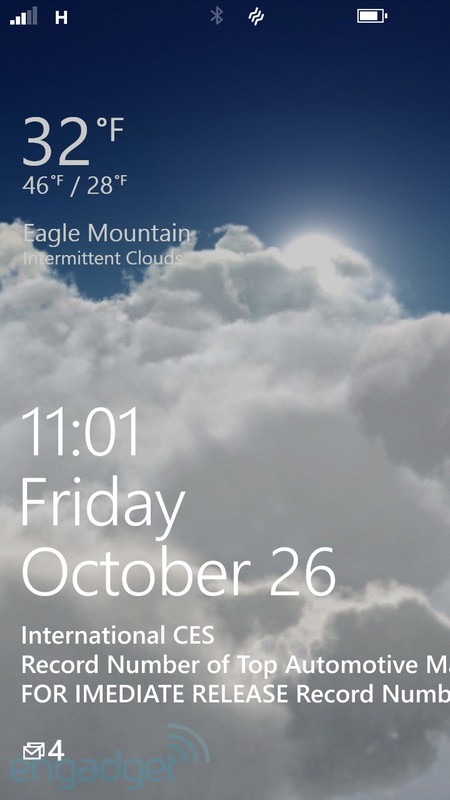 H
32°F
46°F / 28°F
Eagle Mountain
Intermittent Clouds
11:01
Friday
October 26
International CES
Record Number of Top Automotive Ma
FOR IMEDIATE RELEASE Record Numb
4
engadget